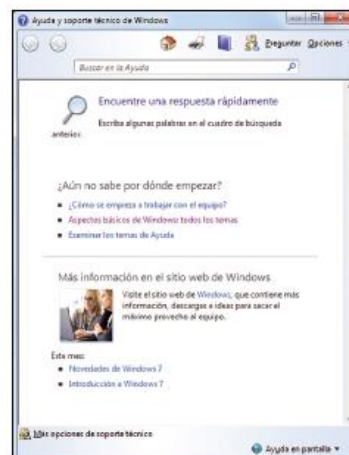 Ayuda y soporte técnico de Windows
Preguntar Opciones
Buscar en la Ayuda
Encuentre una respuesta rápidamente
Escriba algunas palabras en el cuadro de búsqueda
anterior.
¿Aún no sabe por dónde empezar?
¿Cómo se empieza a trabajar con el equipo?
Aspectos básicos de Windows: todos los temas
Examinar los temas de Ayuda
Más información en el sitio web de Windows
Visite el sitio web de Windows, que contiene más
información, descargas e ideas para sacar el
máximo provecho al equipo.
Este mes:
Novedades de Windows 7
Introducción a Windows 7
Más opciones de soporte técnico
Ayuda en pantalla